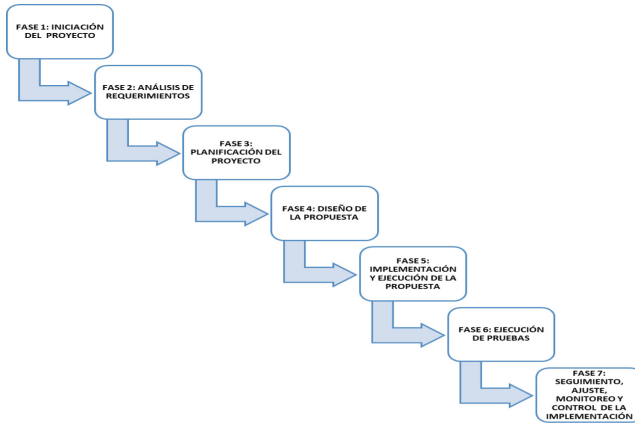 FASE 1: INICIACIÓN
DEL PROYECTO
FASE 2: ANÁLISIS DE
REQUERIMIENTOS
FASE 3:
PLANIFICACIÓN DEL
PROYECTO
FASE 4: DISEÑO DE
LA PROPUESTA
FASE 5:
IMPLEMENTACIÓN
Y EJECUCIÓN DE LA
PROPUESTA
FASE 6: EJECUCIÓN
DE PRUEBAS
FASE 7:
SEGUIMIENTO,
AJUSTE,
MONITOREO Y
CONTROL DE LA
IMPLEMENTACIÓN